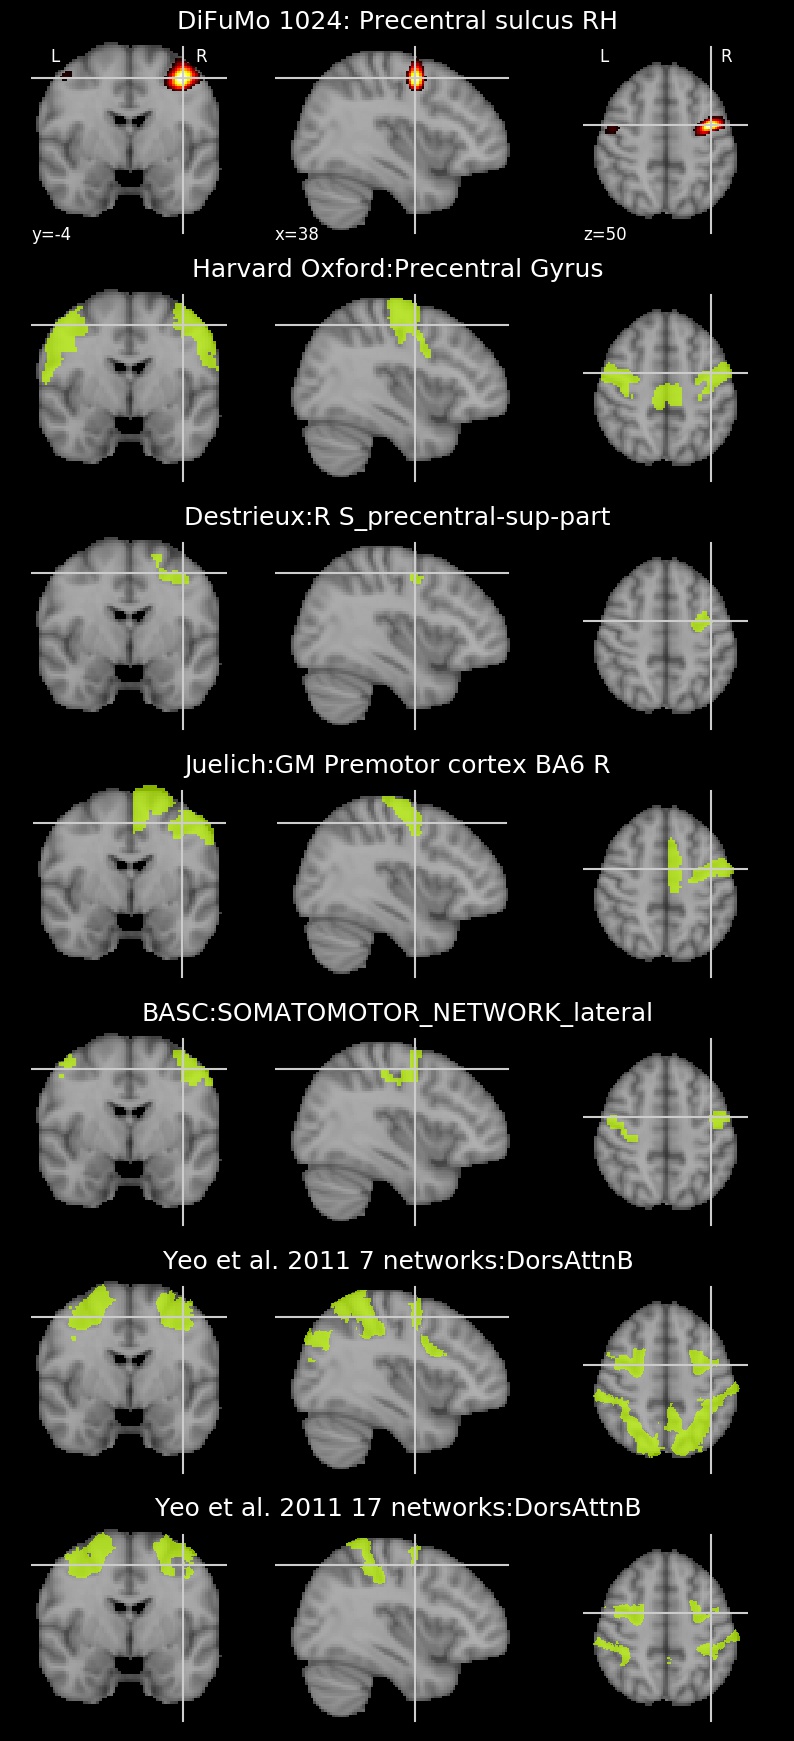 DiFuMo 1024: Precentral sulcus RH
L R L R
y=-4 x=38 z=50
Harvard Oxford:Precentral Gyrus
Destrieux:R S_precentral-sup-part
Juelich:GM Premotor cortex BA6 R
BASC:SOMATOMOTOR_NETWORK_lateral
Yeo et al. 2011 7 networks:DorsAttnB
Yeo et al. 2011 17 networks:DorsAttnB